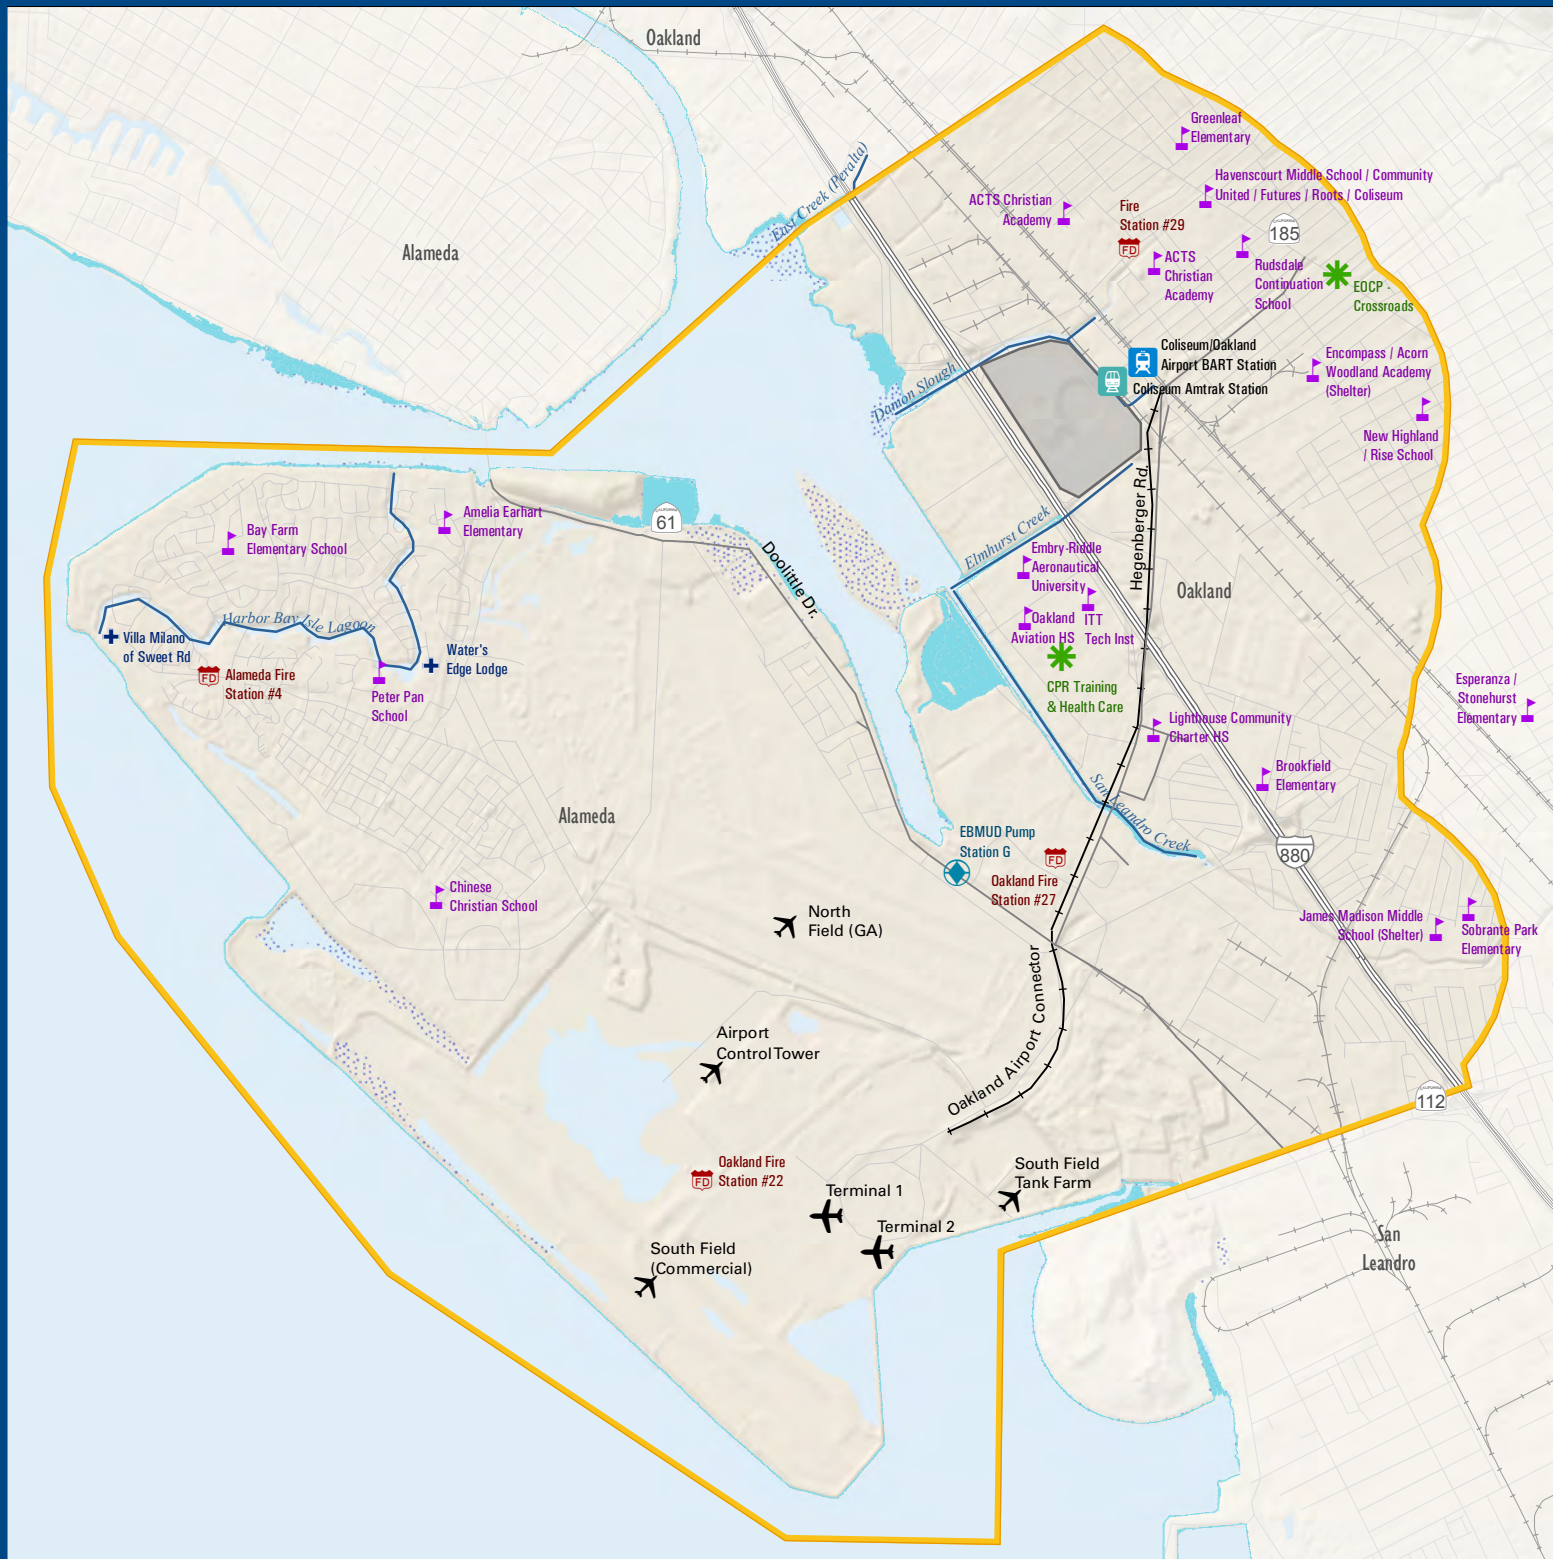 Oakland
Greenleaf
Elementary
East Creek (Peralta)
Havenscourt Middle School / Community
United / Futures / Roots / Coliseum
ACTS Christian
Academy
Fire
Station #29
FD
CALIFORNIA
185
Alameda
ACTS
Christian
Academy
Rudsdale
Continuation
School
EOCP -
Crossroads
Coliseum/Oakland
Airport BART Station
Coliseum Amtrak Station
Encompass / Acorn
Woodland Academy
(Shelter)
Damon Slough
New Highland
/ Rise School
Hegenberger Rd.
Amelia Earhart
Elementary
CALIFORNIA
61
Bay Farm
Elementary School
Elmhurst Creek
Doolittle Dr.
Embry-Riddle
Aeronautical
University
Oakland
Harbor Bay Isle Lagoon
Oakland
Aviation HS
ITT
Tech Inst
Villa Milano
of Sweet Rd
Water's
Edge Lodge
FD
Alameda Fire
Station #4
Peter Pan
School
CPR Training
& Health Care
Esperanza /
Stonehurst
Elementary
Lighthouse Community
Charter HS
Brookfield
Elementary
San Leandro Creek
Alameda
EBMUD Pump
Station G
FD
Oakland Fire
Station #27
880
Chinese
Christian School
North
Field (GA)
James Madison Middle
School (Shelter)
Sobrante Park
Elementary
Oakland Airport Connector
Airport
Control Tower
CALIFORNIA
112
FD
Oakland Fire
Station #22
South Field
Tank Farm
Terminal 1
Terminal 2
South Field
(Commercial)
San
Leandro